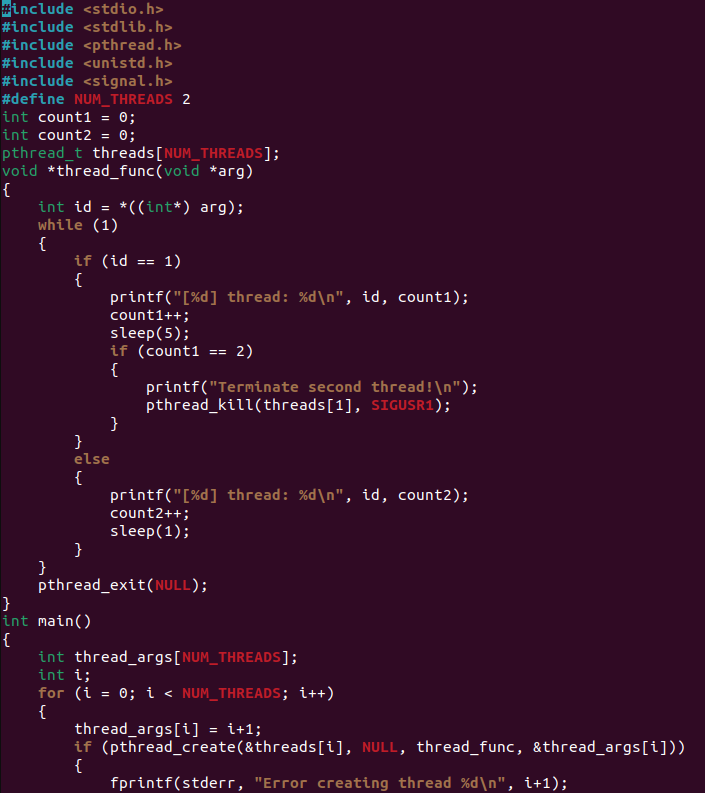 #include <stdio.h>
#include <stdlib.h>
#include <pthread.h>
#include <unistd.h>
#include <signal.h>
#define NUM_THREADS 2
int count1 = 0;
int count2 = 0;
pthread_t threads[NUM_THREADS];
void *thread_func(void *arg)
{
    int id = *((int*) arg);
    while (1)
    {
        if (id == 1)
        {
            printf("[%d] thread: %d\n", id, count1);
            count1++;
            sleep(5);
            if (count1 == 2)
            {
                printf("Terminate second thread!\n");
                pthread_kill(threads[1], SIGUSR1);
            }
        }
        else
        {
            printf("[%d] thread: %d\n", id, count2);
            count2++;
            sleep(1);
        }
    }
    pthread_exit(NULL);
}
int main()
{
    int thread_args[NUM_THREADS];
    int i;
    for (i = 0; i < NUM_THREADS; i++)
    {
        thread_args[i] = i+1;
        if (pthread_create(&threads[i], NULL, thread_func, &thread_args[i]))
        {
            fprintf(stderr, "Error creating thread %d\n", i+1);